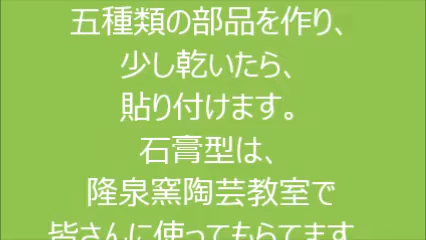 五種類の部品を作り、
少し乾いたら、
貼り付けます。
石膏型は、
隆泉窯陶芸教室で
皆さんに使ってもらてます。